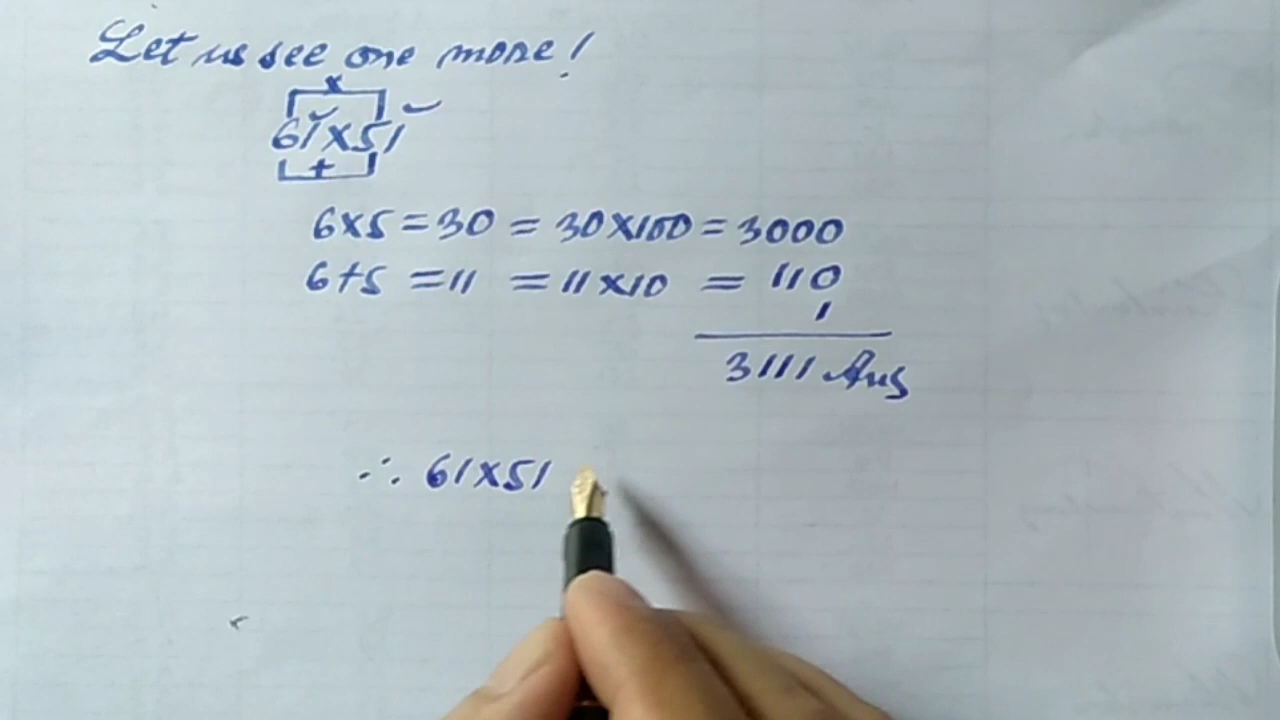 Let us see one more!
x
61x51
+
6x5 = 30 = 30x100 = 3000
6+5 = 11 = 11x10 = 110
1
3111 Ans
∴ 61x51